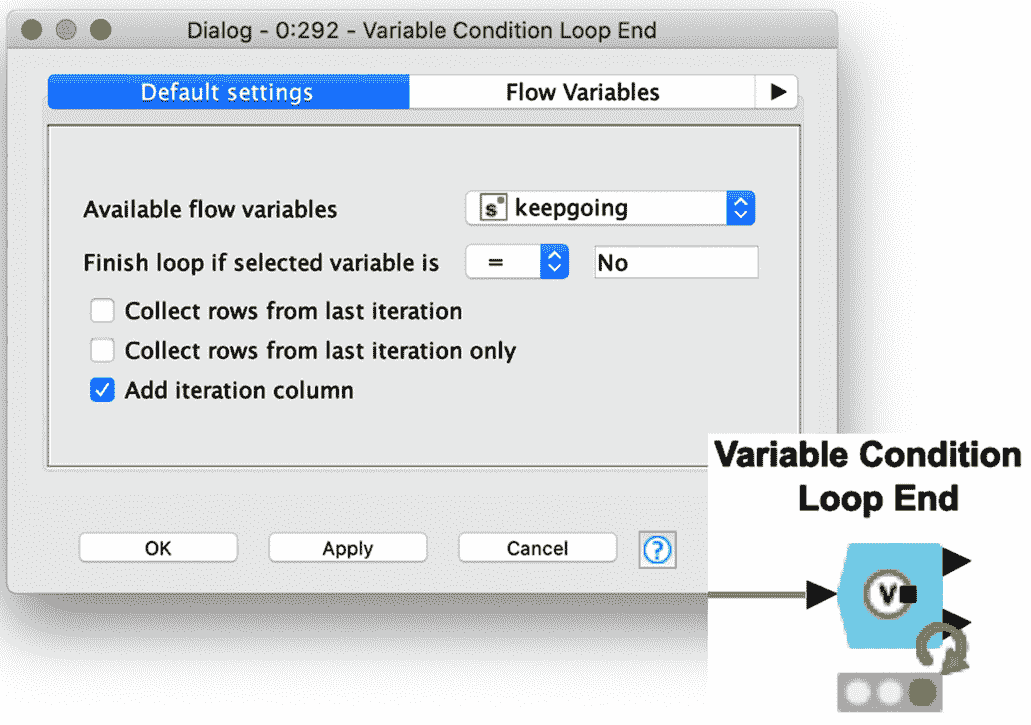 Dialog - 0:292 - Variable Condition Loop End
Default settings Flow Variables
Available flow variables s keepgoing
Finish loop if selected variable is = No
Collect rows from last iteration
Collect rows from last iteration only
Add iteration column
OK Apply Cancel ?
Variable Condition
Loop End
V